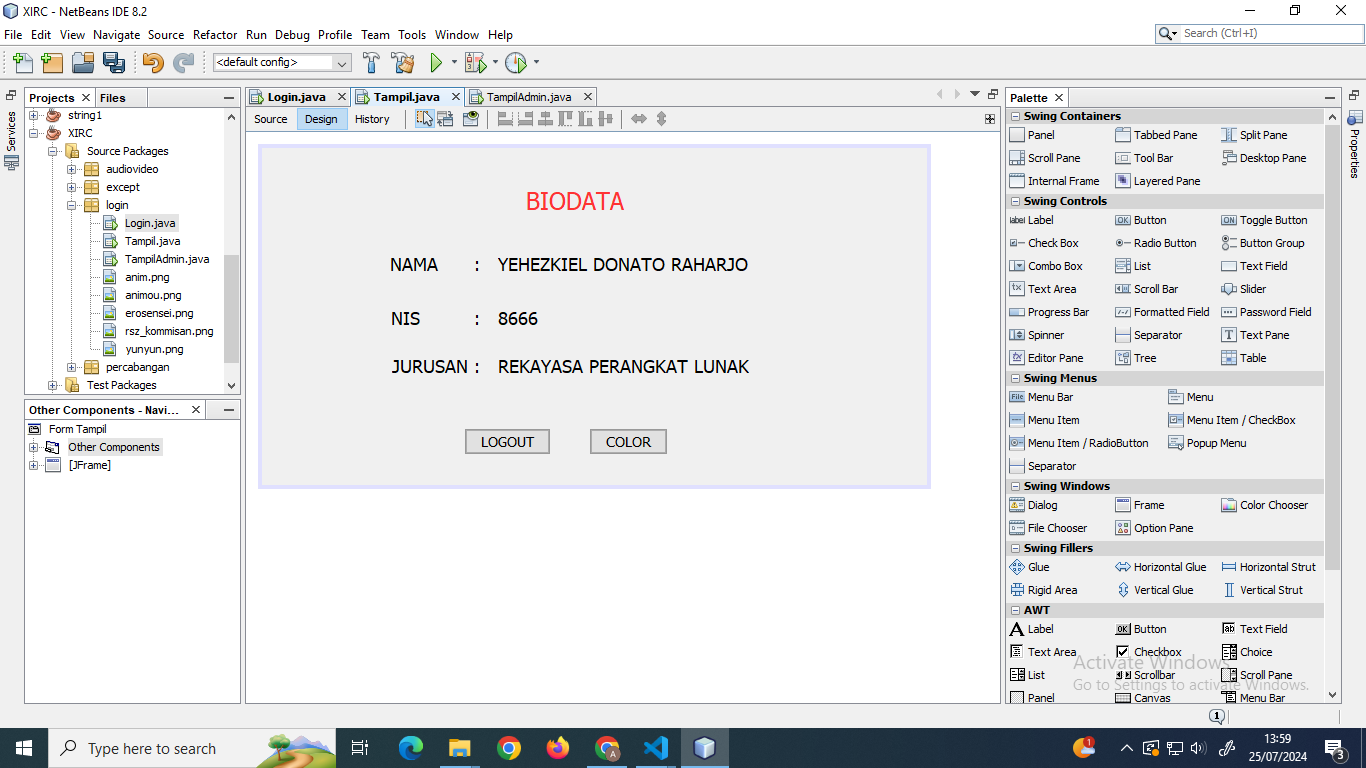 XIRC - NetBeans IDE 8.2
File Edit View Navigate Source Refactor Run Debug Profile Team Tools Window Help
Search (Ctrl+I)
<default config>
Services
Projects Files
string1
XIRC
Source Packages
audiovideo
except
login
Login.java
Tampil.java
TampilAdmin.java
anim.png
animou.png
erosensei.png
rsz_kommisan.png
yunyun.png
percabangan
Test Packages
Other Components - Navi...
Form Tampil
Other Components
[JFrame]
Login.java Tampil.java TampilAdmin.java
Source Design History
BIODATA
NAMA : YEHEZKIEL DONATO RAHARJO
NIS : 8666
JURUSAN : REKAYASA PERANGKAT LUNAK
LOGOUT COLOR
Palette
Swing Containers
Panel Tabbed Pane Split Pane
Scroll Pane Tool Bar Desktop Pane
Internal Frame Layered Pane
Swing Controls
label Label OK Button ON Toggle Button
Check Box Radio Button Button Group
Combo Box List Text Field
Text Area Scroll Bar Slider
Progress Bar Formatted Field Password Field
Spinner Separator Text Pane
Editor Pane Tree Table
Swing Menus
File Menu Bar Menu
Menu Item Menu Item / CheckBox
Menu Item / RadioButton Popup Menu
Separator
Swing Windows
Dialog Frame Color Chooser
File Chooser Option Pane
Swing Fillers
Glue Horizontal Glue Horizontal Strut
Rigid Area Vertical Glue Vertical Strut
AWT
A Label OK Button ab Text Field
Text Area Checkbox Choice
List Scrollbar Scroll Pane
Panel Canvas Menu Bar
Activate Windows
Go to Settings to activate Windows.
Properties
1
Type here to search
A
1
13:59
25/07/2024
3